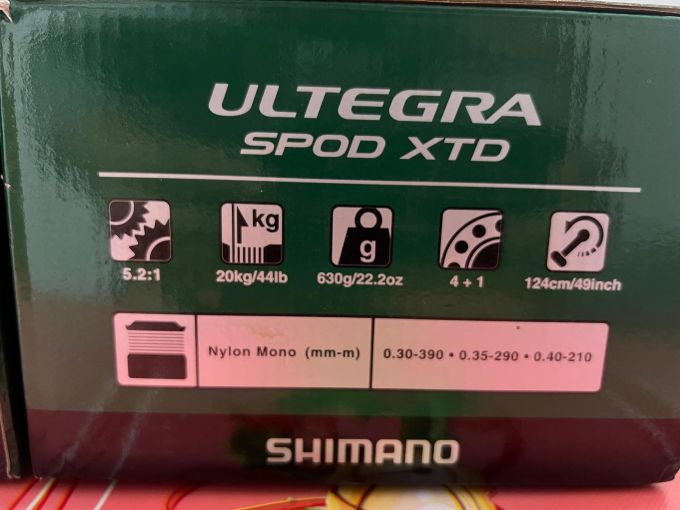 ULTEGRA
SPOD XTD
kg
g
5.2:1
20kg/44lb
630g/22.2oz
4 + 1
124cm/49inch
Nylon Mono (mm-m)
0.30-390 • 0.35-290 • 0.40-210
SHIMANO